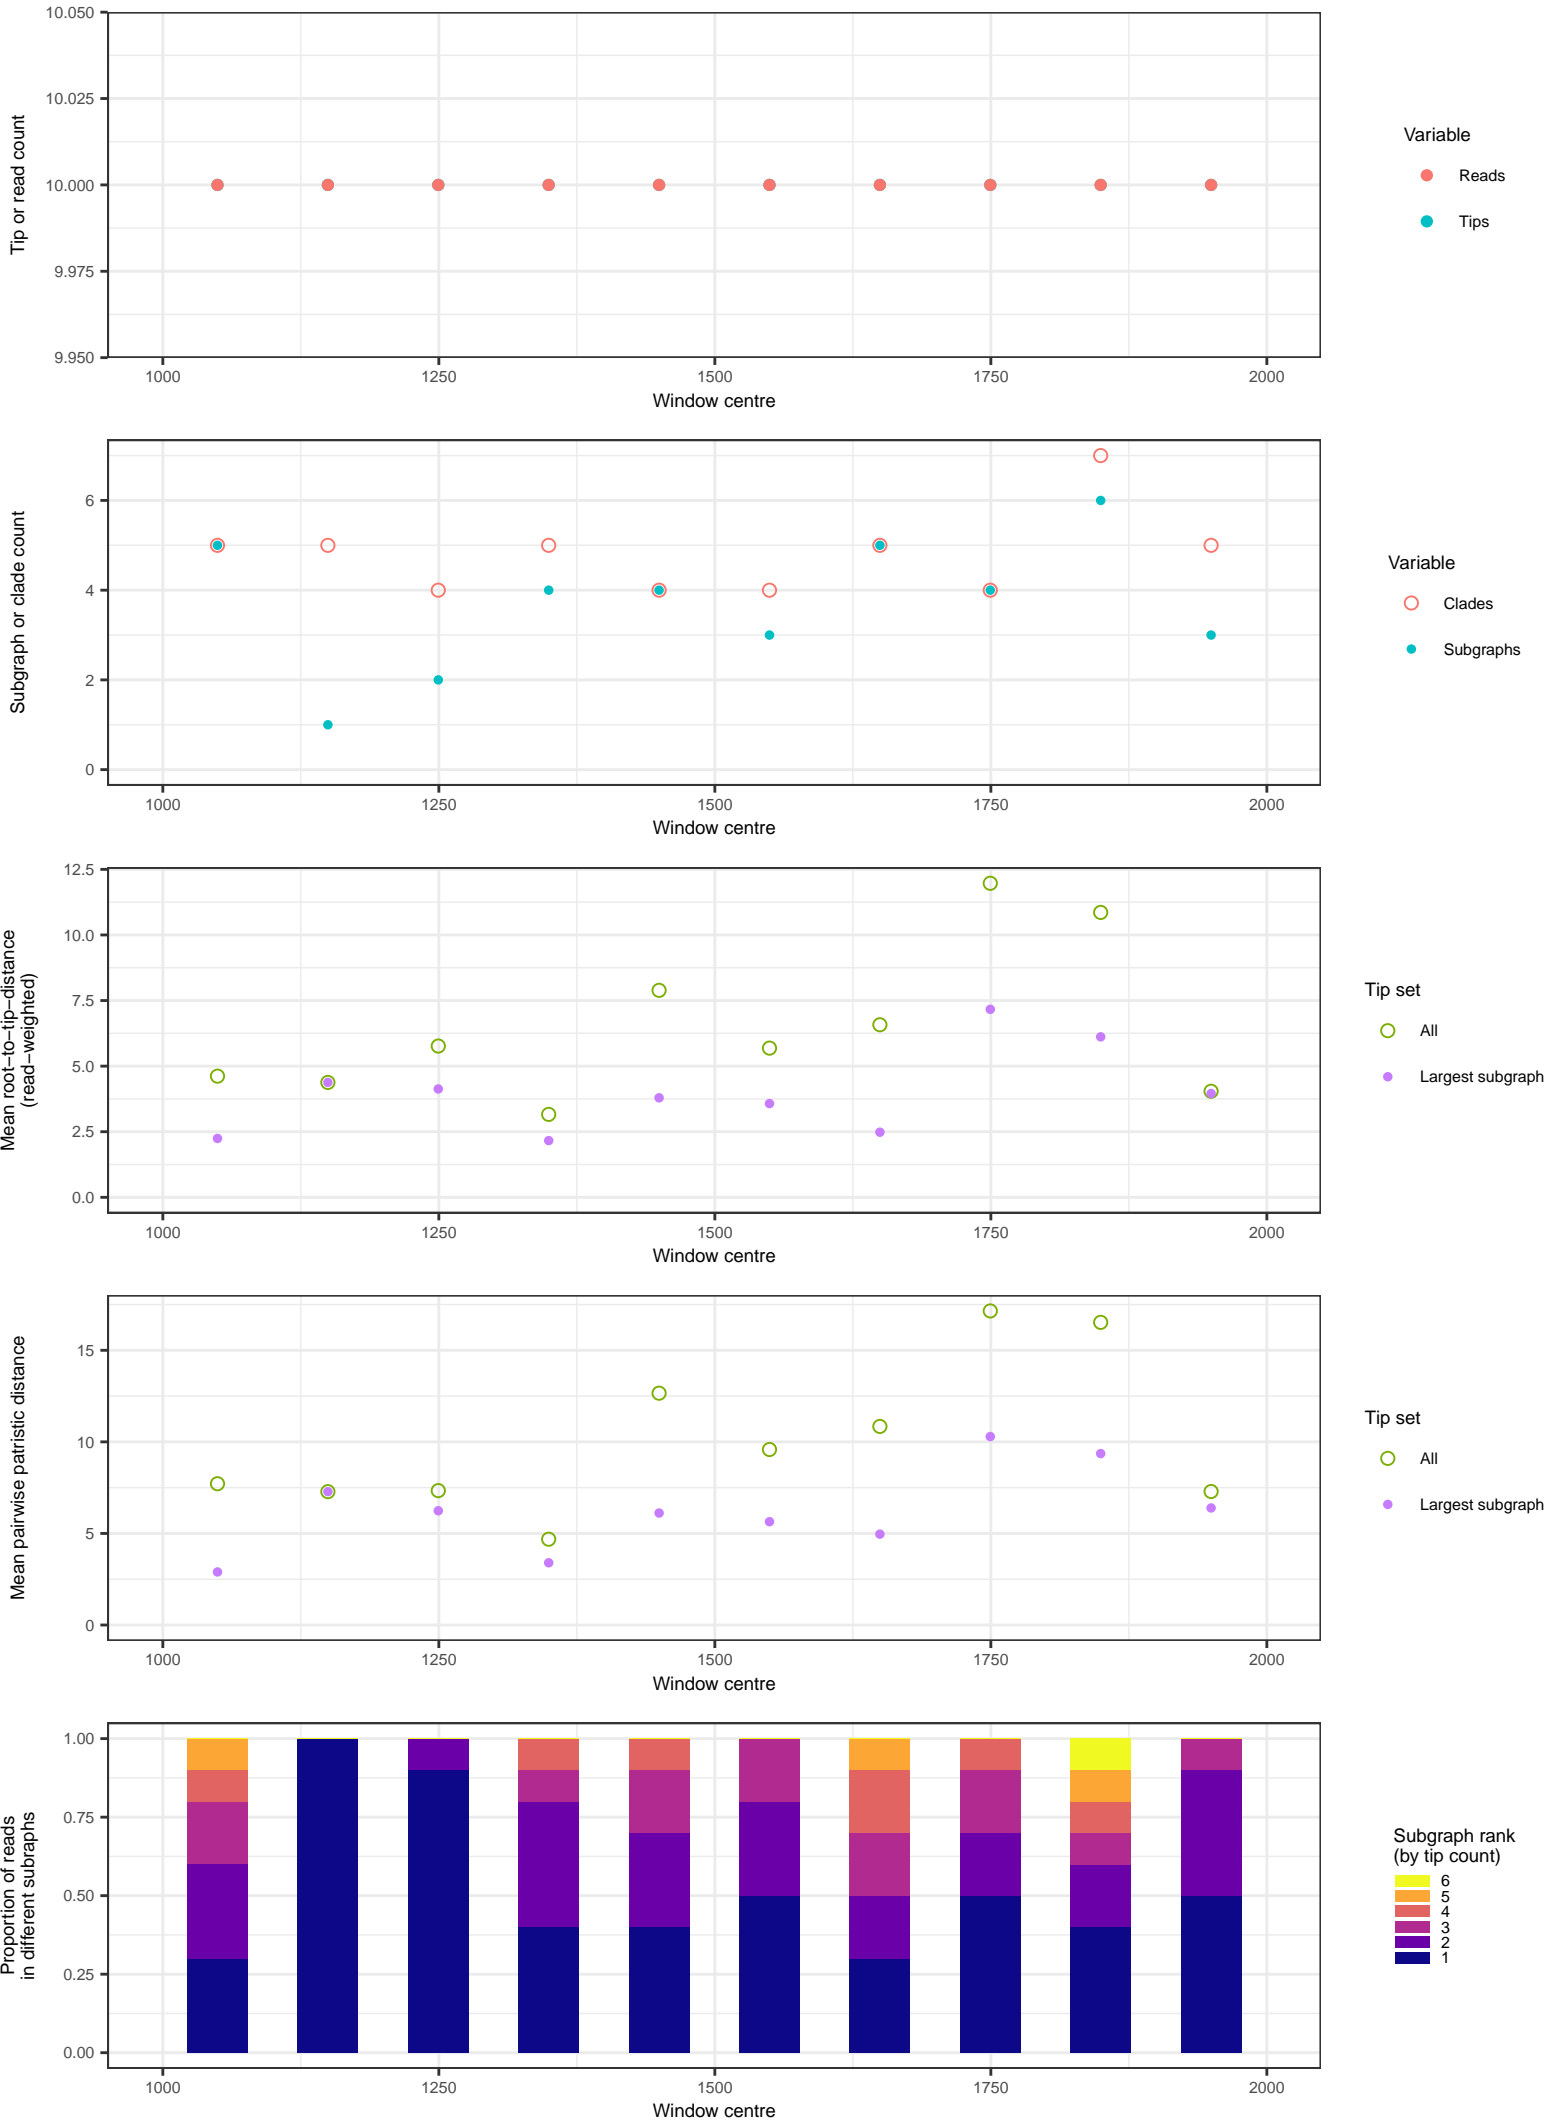 10.050
10.025
10.000
9.975
9.950
Tip or read count
1000 1250 1500 1750 2000
Window centre
Variable
Reads
Tips
6
4
2
0
Subgraph or clade count
1000 1250 1500 1750 2000
Window centre
Variable
Clades
Subgraphs
12.5
10.0
7.5
5.0
2.5
0.0
Mean root−to−tip−distance
(read−weighted)
1000 1250 1500 1750 2000
Window centre
Tip set
All
Largest subgraph
15
10
5
0
Mean pairwise patristic distance
1000 1250 1500 1750 2000
Window centre
Tip set
All
Largest subgraph
1.00
0.75
0.50
0.25
0.00
Proportion of reads
in different subraphs
1000 1250 1500 1750 2000
Window centre
Subgraph rank
(by tip count)
6
5
4
3
2
1